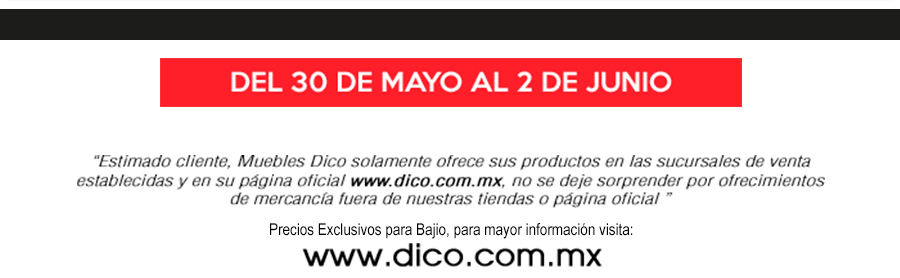 DEL 30 DE MAYO AL 2 DE JUNIO
“Estimado cliente, Muebles Dico solamente ofrece sus productos en las sucursales de venta
establecidas y en su página oficial www.dico.com.mx, no se deje sorprender por ofrecimientos
de mercancía fuera de nuestras tiendas o página oficial ”
Precios Exclusivos para Bajio, para mayor información visita:
www.dico.com.mx